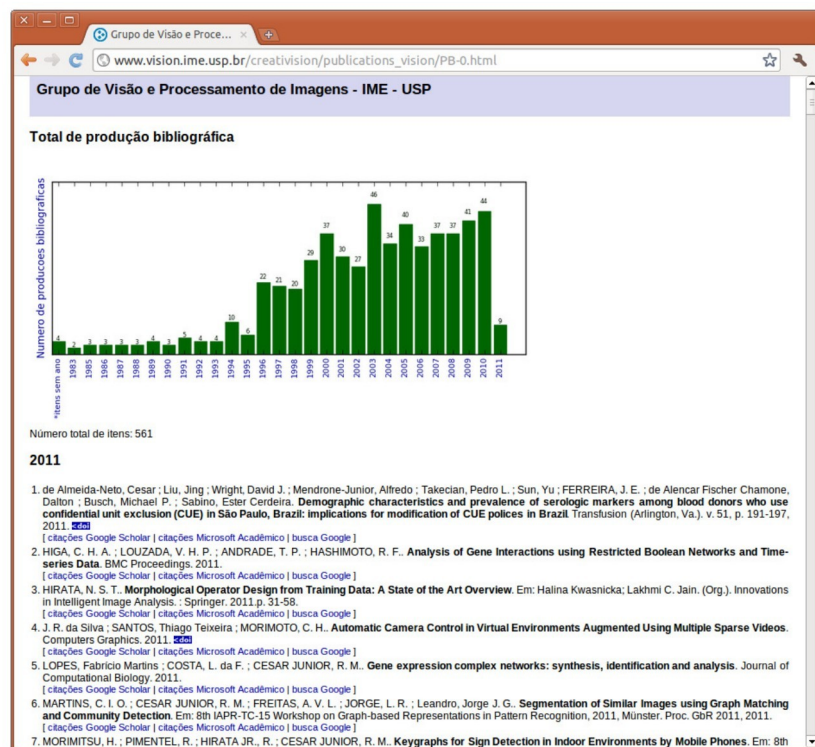 Grupo de Visão e Proce...
www.vision.ime.usp.br/creativision/publications_vision/PB-0.html
Grupo de Visão e Processamento de Imagens - IME - USP
Total de produção bibliográfica
Numero de producoes bibliograficas
4 2 3 3 3 3 4 3 5 4 4 10 6 22 21 20 29 37 30 27 46 34 40 33 37 37 41 44 9
*itens sem ano 1983 1985 1986 1987 1988 1989 1990 1991 1992 1993 1994 1995 1996 1997 1998 1999 2000 2001 2002 2003 2004 2005 2006 2007 2008 2009 2010 2011
Número total de itens: 561
2011
1. de Almeida-Neto, Cesar ; Liu, Jing ; Wright, David J. ; Mendrone-Junior, Alfredo ; Takecian, Pedro L. ; Sun, Yu ; FERREIRA, J. E. ; de Alencar Fischer Chamone,
Dalton ; Busch, Michael P. ; Sabino, Ester Cerdeira. Demographic characteristics and prevalence of serologic markers among blood donors who use
confidential unit exclusion (CUE) in São Paulo, Brazil: implications for modification of CUE polices in Brazil. Transfusion (Arlington, Va.). v. 51, p. 191-197,
2011. doi
[ citações Google Scholar | citações Microsoft Acadêmico | busca Google ]
2. HIGA, C. H. A. ; LOUZADA, V. H. P. ; ANDRADE, T. P. ; HASHIMOTO, R. F.. Analysis of Gene Interactions using Restricted Boolean Networks and Time-
series Data. BMC Proceedings. 2011.
[ citações Google Scholar | citações Microsoft Acadêmico | busca Google ]
3. HIRATA, N. S. T.. Morphological Operator Design from Training Data: A State of the Art Overview. Em: Halina Kwasnicka; Lakhmi C. Jain. (Org.). Innovations
in Intelligent Image Analysis. : Springer. 2011.p. 31-58.
[ citações Google Scholar | citações Microsoft Acadêmico | busca Google ]
4. J. R. da Silva ; SANTOS, Thiago Teixeira ; MORIMOTO, C. H.. Automatic Camera Control in Virtual Environments Augmented Using Multiple Sparse Videos.
Computers Graphics. 2011. doi
[ citações Google Scholar | citações Microsoft Acadêmico | busca Google ]
5. LOPES, Fabrício Martins ; COSTA, L. da F. ; CESAR JUNIOR, R. M.. Gene expression complex networks: synthesis, identification and analysis. Journal of
Computational Biology. 2011.
[ citações Google Scholar | citações Microsoft Acadêmico | busca Google ]
6. MARTINS, C. I. O. ; CESAR JUNIOR, R. M. ; FREITAS, A. V. L. ; JORGE, L. R. ; Leandro, Jorge J. G.. Segmentation of Similar Images using Graph Matching
and Community Detection. Em: 8th IAPR-TC-15 Workshop on Graph-based Representations in Pattern Recognition, 2011, Münster. Proc. GbR 2011, 2011.
[ citações Google Scholar | citações Microsoft Acadêmico | busca Google ]
7. MORIMITSU, H. ; PIMENTEL, R. ; HIRATA JR., R. ; CESAR JUNIOR, R. M.. Keygraphs for Sign Detection in Indoor Environments by Mobile Phones. Em: 8th